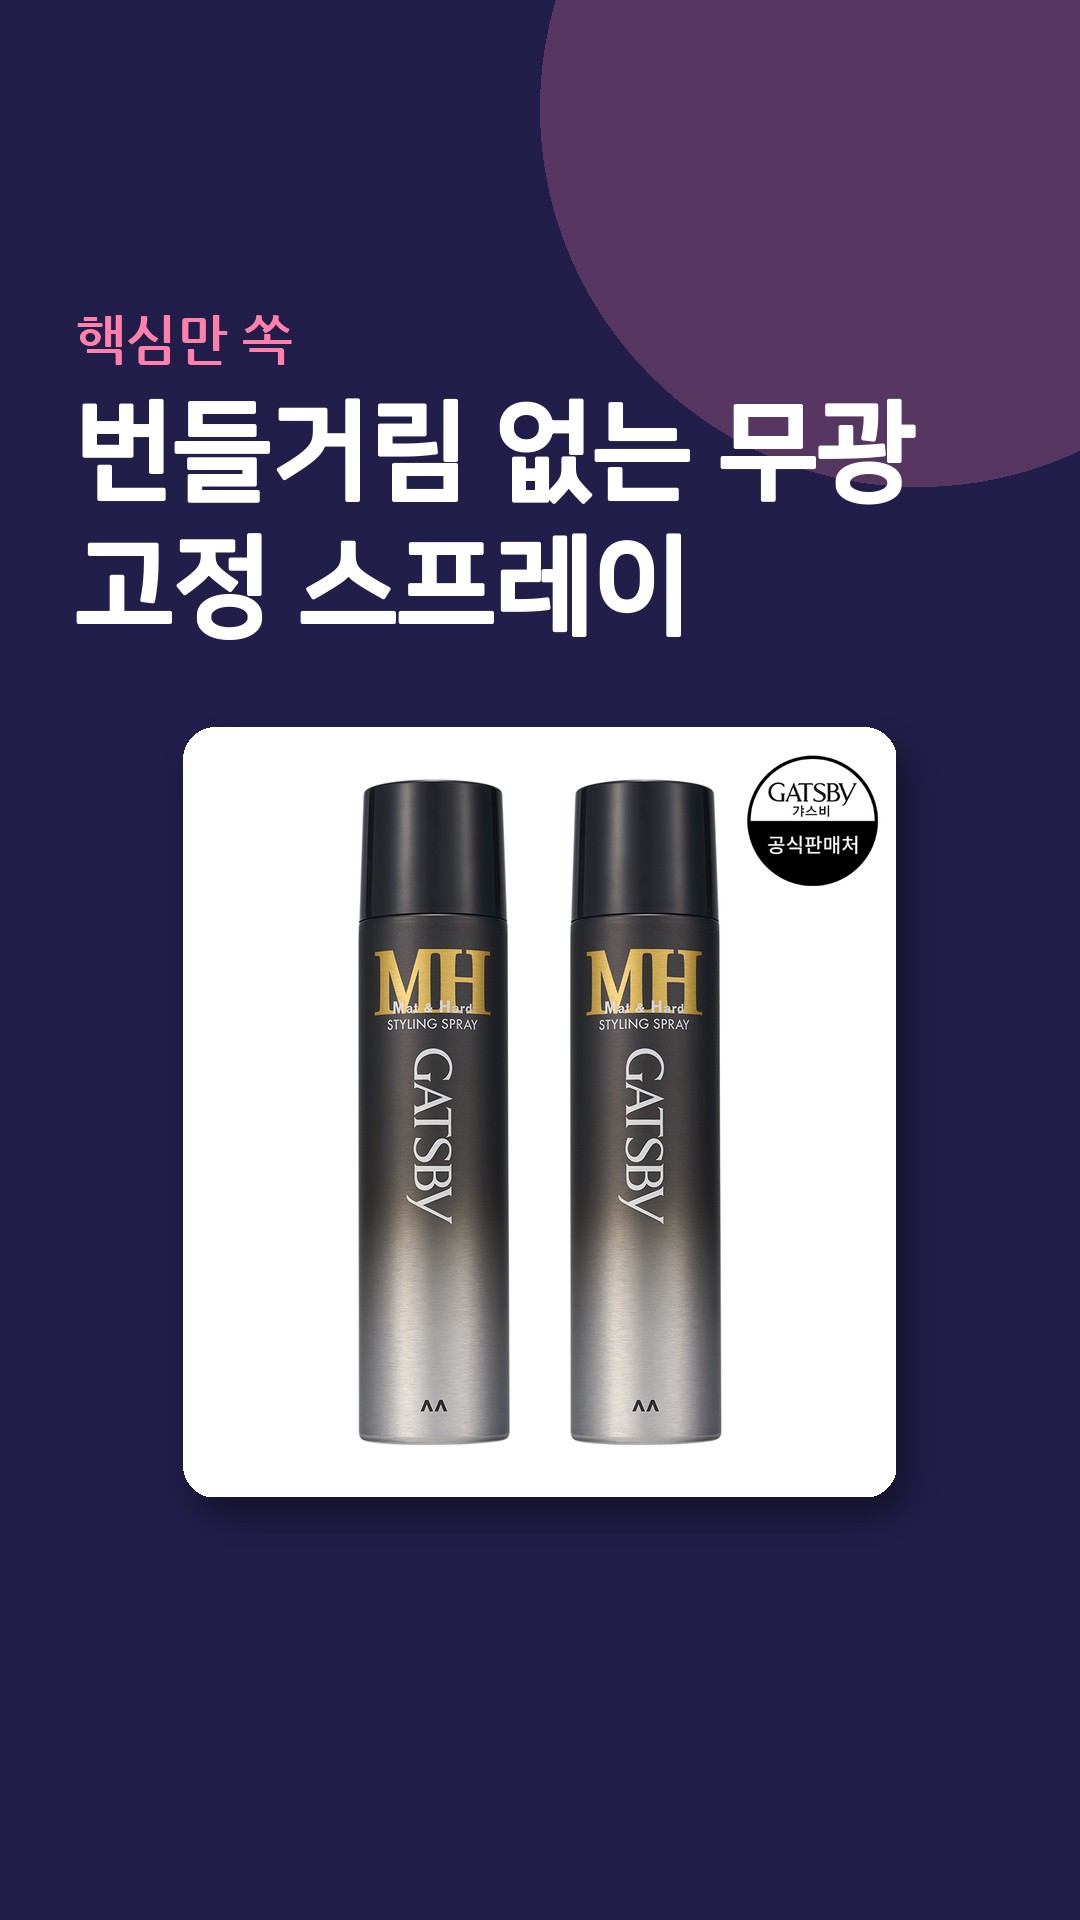 핵심만 쏙
번들거림 없는 무광
고정 스프레이
GATSBY
갸스비
공식판매처
MH
Mat & Hard
STYLING SPRAY
GATSBY
MH
Mat & Hard
STYLING SPRAY
GATSBY